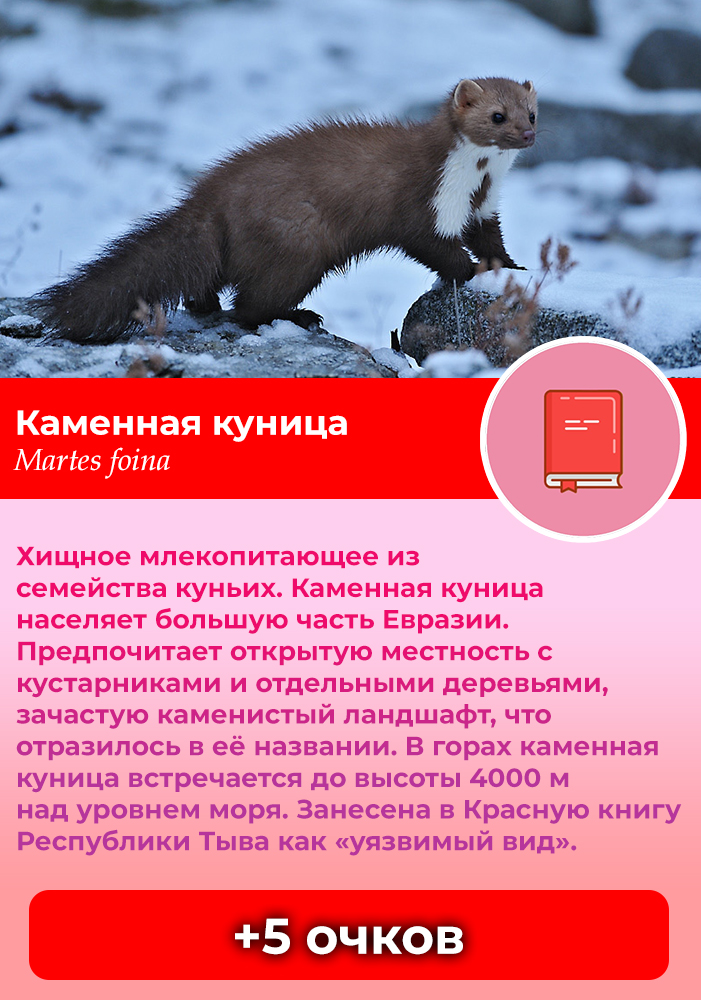 Каменная куница
Martes foina
Хищное млекопитающее из
семейства куньих. Каменная куница
населяет большую часть Евразии.
Предпочитает открытую местность с
кустарниками и отдельными деревьями,
зачастую каменистый ландшафт, что
отразилось в её названии. В горах каменная
куница встречается до высоты 4000 м
над уровнем моря. Занесена в Красную книгу
Республики Тыва как «уязвимый вид».
+5 очков